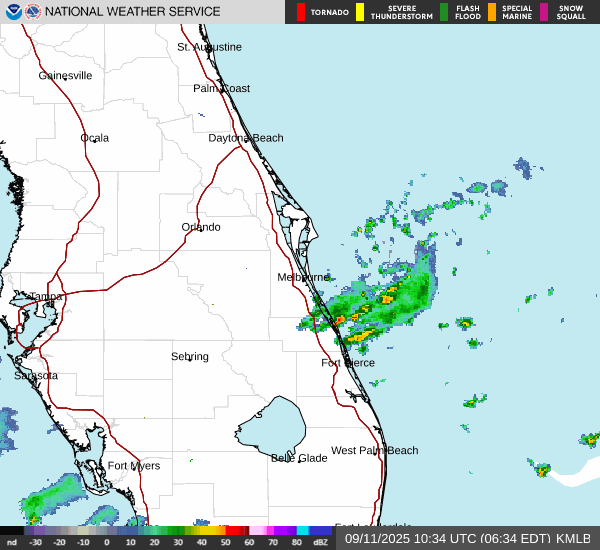 NATIONAL WEATHER SERVICE
TORNADO
SEVERE THUNDERSTORM
FLASH FLOOD
SPECIAL MARINE
SNOW SQUALL
St. Augustine
Gainesville
Palm Coast
Ocala
Daytona Beach
Orlando
Melbourne
Tampa
Sebring
Fort Pierce
Sarasota
West Palm Beach
Belle Glade
Fort Myers
Fort Lauderdale
nd -30 -20 -10 0 10 20 30 40 50 60 70 80 dBZ
09/11/2025 10:34 UTC (06:34 EDT) KMLB